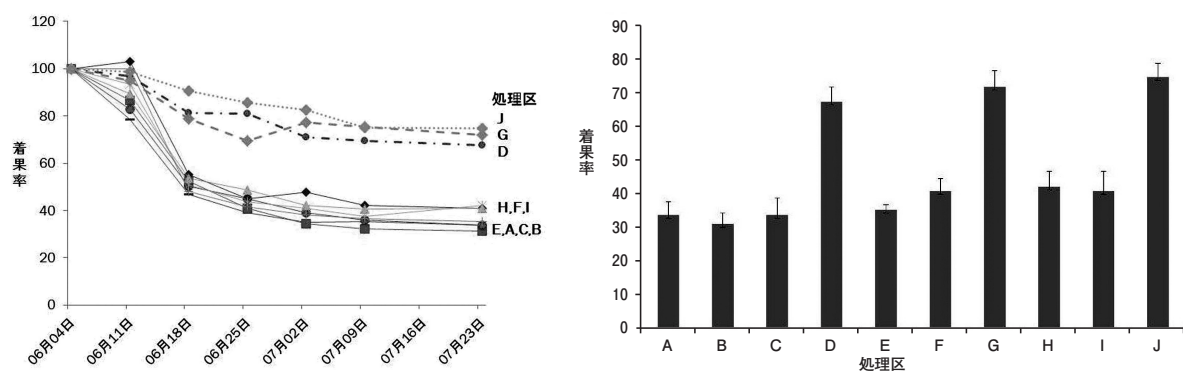 120
100
80
60
40
20
0
着果率
処理区
J
G
D
H,F,I
E,A,C,B
06月04日
06月11日
06月18日
06月25日
07月02日
07月09日
07月16日
07月23日
90
80
70
60
50
40
30
20
10
0
着果率
A B C D E F G H I J
処理区